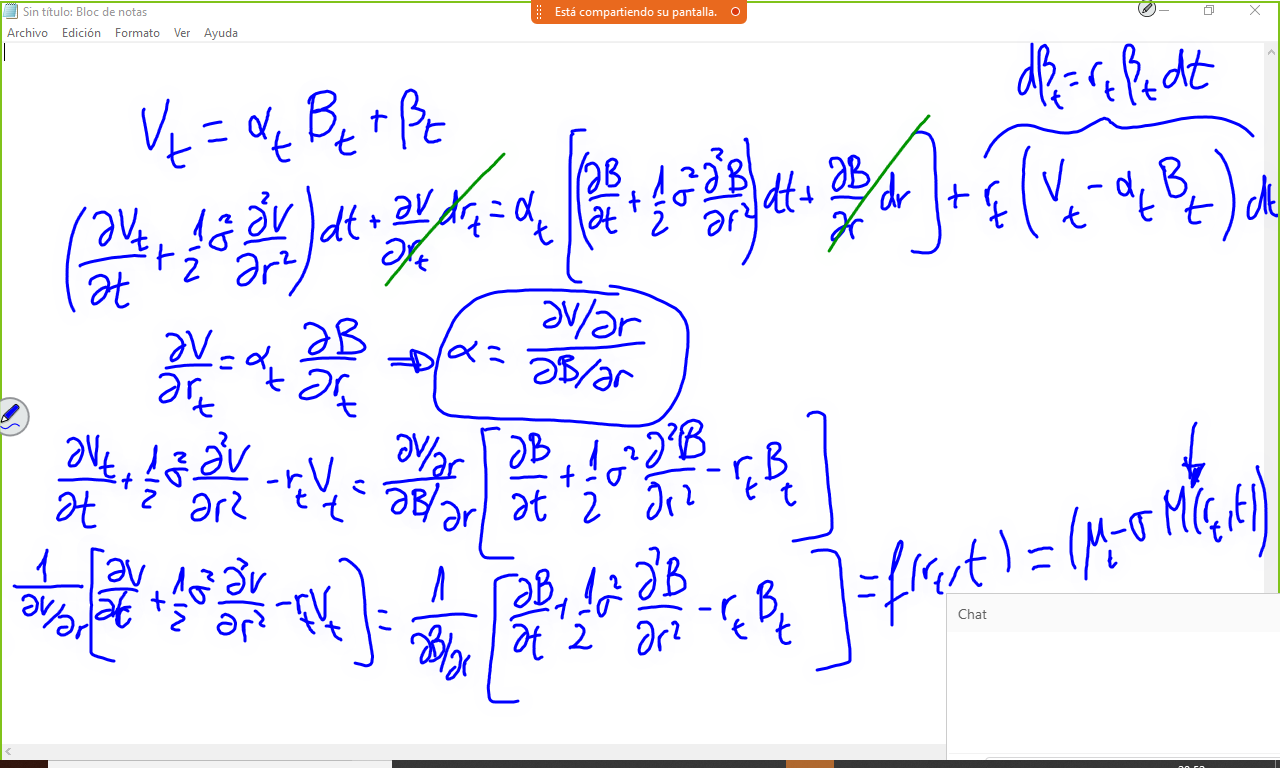 Sin título: Bloc de notas
Está compartiendo su pantalla.
Archivo Edición Formato Ver Ayuda
dβ_t = r_t β_t dt
V_t = α_t B_t + β_t
(∂V_t/∂t + 1/2 σ² ∂²V/∂r²) dt + ∂V/∂r_t dr_t = α_t [(∂B/∂t + 1/2 σ² ∂²B/∂r²) dt + ∂B/∂r dr] + r_t (V_t - α_t B_t) dt
∂V/∂r_t = α_t ∂B/∂r_t ⇒ α = (∂V/∂r)/(∂B/∂r)
∂V_t/∂t + 1/2 σ² ∂²V/∂r² - r_t V_t = (∂V/∂r)/(∂B/∂r) [∂B/∂t + 1/2 σ² ∂²B/∂r² - r_t B_t]
1/(∂V/∂r) [∂V/∂t + 1/2 σ² ∂²V/∂r² - r_t V_t] = 1/(∂B/∂r) [∂B/∂t + 1/2 σ² ∂²B/∂r² - r_t B_t] = f(r_t, t) = (μ_t - σ M(r_t, t))
Chat